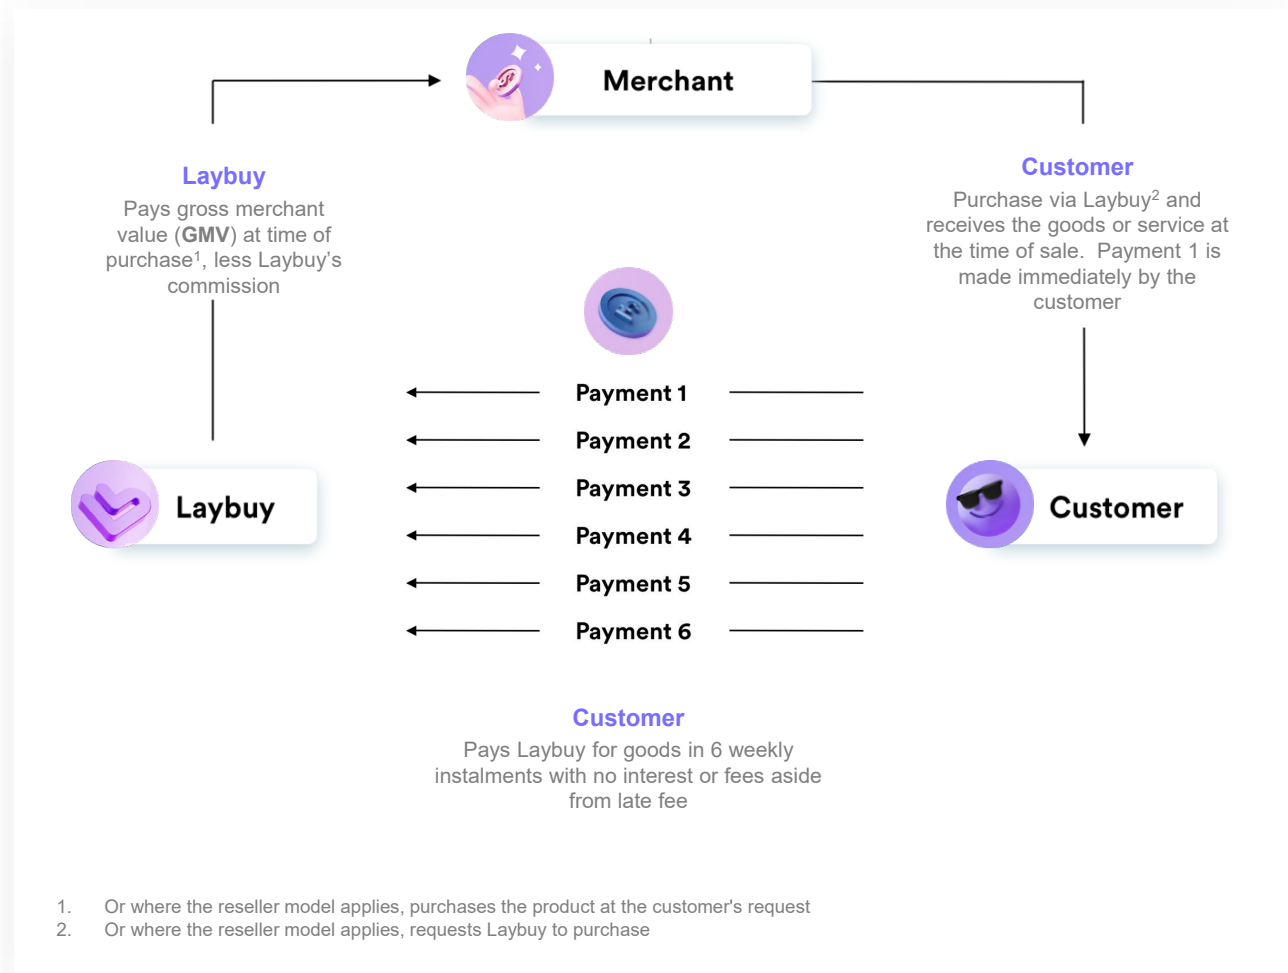 Merchant
Laybuy
Pays gross merchant
value (GMV) at time of
purchase¹, less Laybuy’s
commission
Customer
Purchase via Laybuy² and
receives the goods or service at
the time of sale.  Payment 1 is
made immediately by the
customer
Payment 1
Payment 2
Payment 3
Payment 4
Payment 5
Payment 6
Laybuy
Customer
Customer
Pays Laybuy for goods in 6 weekly
instalments with no interest or fees aside
from late fee
1. Or where the reseller model applies, purchases the product at the customer's request
2. Or where the reseller model applies, requests Laybuy to purchase